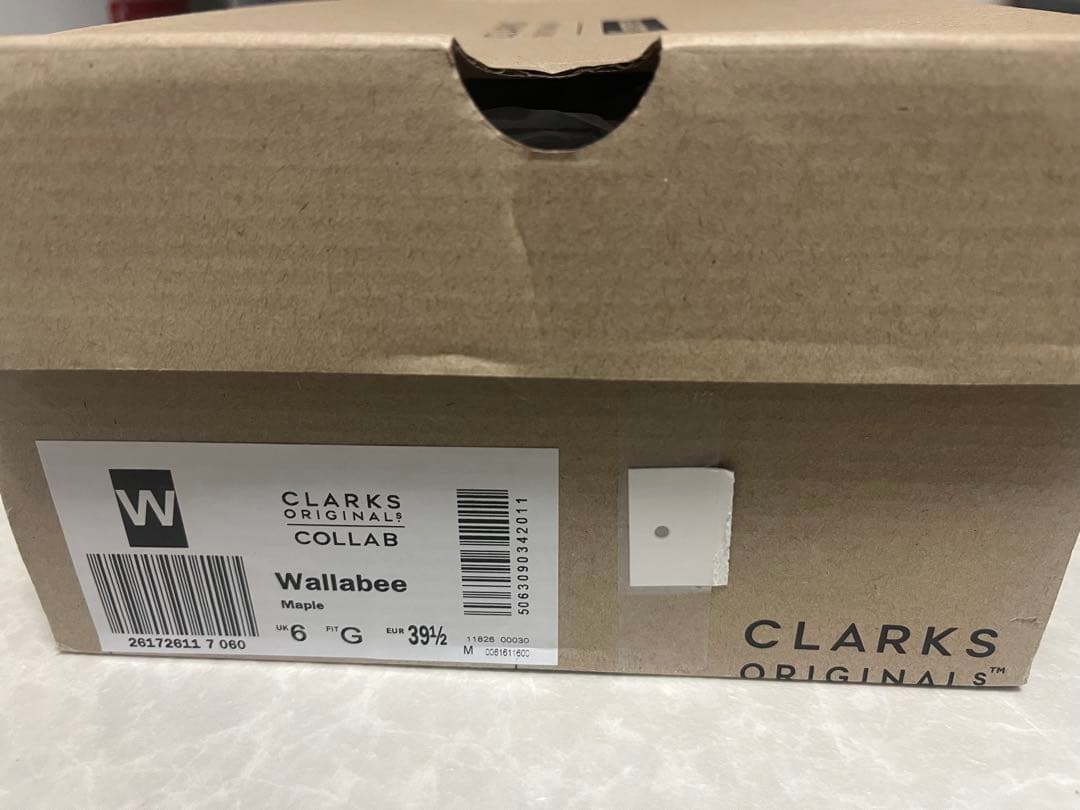 W
CLARKS
ORIGINALS
COLLAB
Wallabee
Maple
UK 6 FIT G EUR 39½
26172611 7 060
5063090342011
11826 00030
M 0061611600
CLARKS
ORIGINALS™